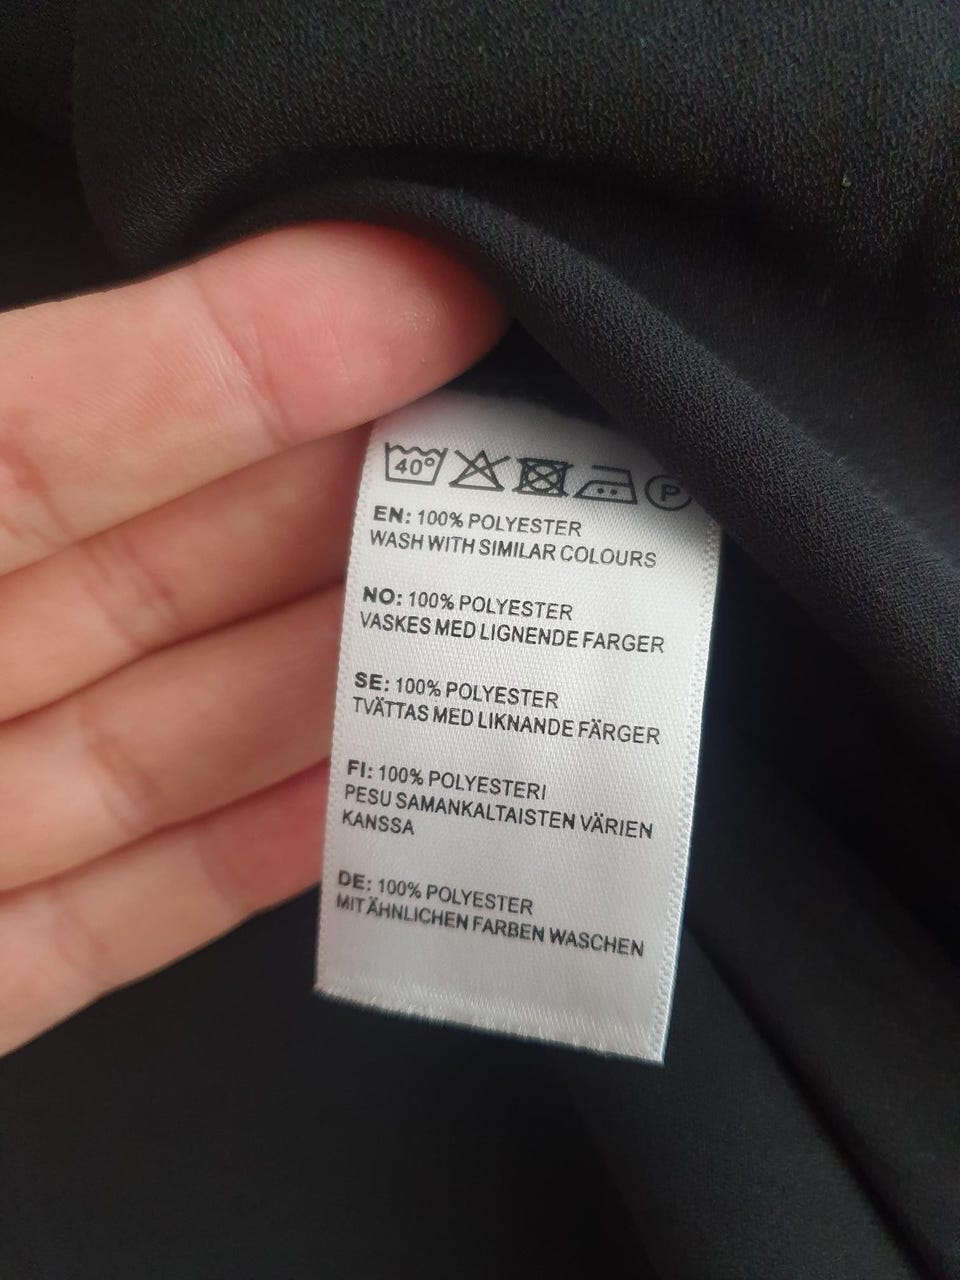 40°
P
EN: 100% POLYESTER
WASH WITH SIMILAR COLOURS
NO: 100% POLYESTER
VASKES MED LIGNENDE FARGER
SE: 100% POLYESTER
TVÄTTAS MED LIKNANDE FÄRGER
FI: 100% POLYESTERI
PESU SAMANKALTAISTEN VÄRIEN
KANSSA
DE: 100% POLYESTER
MIT ÄHNLICHEN FARBEN WASCHEN